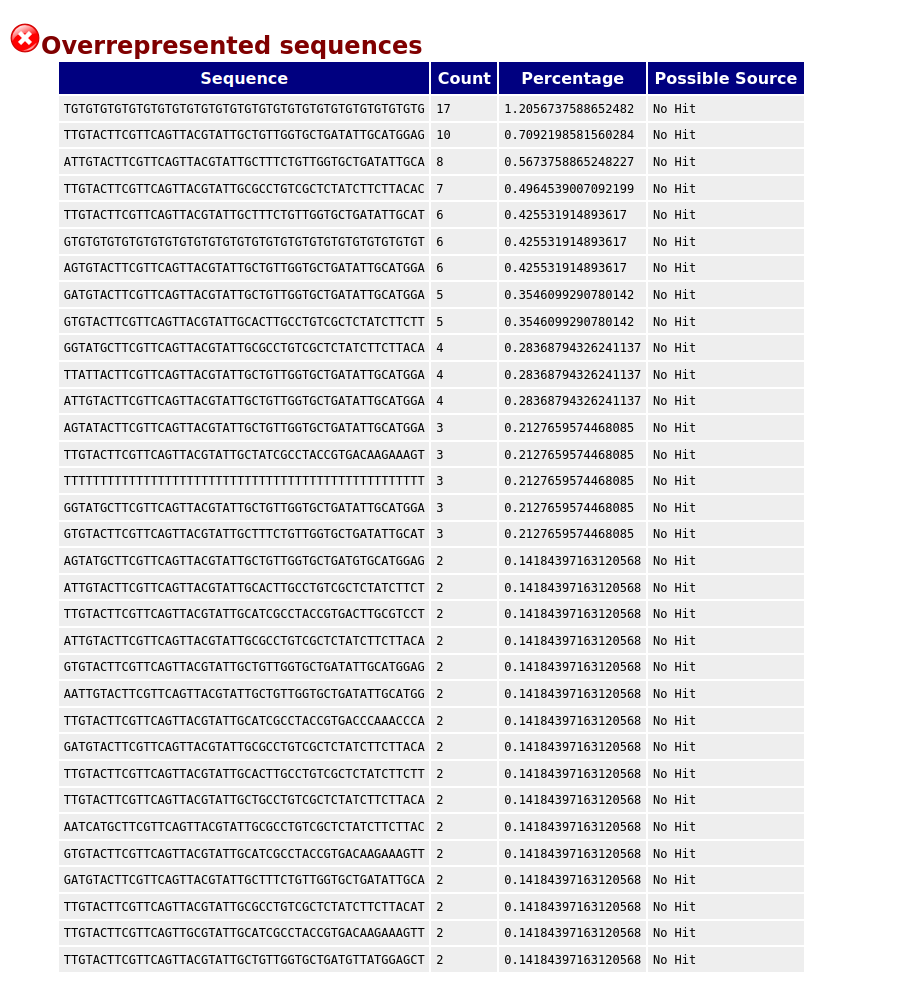 Overrepresented sequences
Sequence Count Percentage Possible Source
TGTGTGTGTGTGTGTGTGTGTGTGTGTGTGTGTGTGTGTGTGTGTGTGTG 17 1.2056737588652482 No Hit
TTGTACTTCGTTCAGTTACGTATTGCTGTTGGTGCTGATATTGCATGGAG 10 0.7092198581560284 No Hit
ATTGTACTTCGTTCAGTTACGTATTGCTTTCTGTTGGTGCTGATATTGCA 8 0.5673758865248227 No Hit
TTGTACTTCGTTCAGTTACGTATTGCGCCTGTCGCTCTATCTTCTTACAC 7 0.4964539007092199 No Hit
TTGTACTTCGTTCAGTTACGTATTGCTTTCTGTTGGTGCTGATATTGCAT 6 0.425531914893617 No Hit
GTGTGTGTGTGTGTGTGTGTGTGTGTGTGTGTGTGTGTGTGTGTGTGTGT 6 0.425531914893617 No Hit
AGTGTACTTCGTTCAGTTACGTATTGCTGTTGGTGCTGATATTGCATGGA 6 0.425531914893617 No Hit
GATGTACTTCGTTCAGTTACGTATTGCTGTTGGTGCTGATATTGCATGGA 5 0.3546099290780142 No Hit
GTGTACTTCGTTCAGTTACGTATTGCACTTGCCTGTCGCTCTATCTTCTT 5 0.3546099290780142 No Hit
GGTATGCTTCGTTCAGTTACGTATTGCGCCTGTCGCTCTATCTTCTTACA 4 0.28368794326241137 No Hit
TTATTACTTCGTTCAGTTACGTATTGCTGTTGGTGCTGATATTGCATGGA 4 0.28368794326241137 No Hit
ATTGTACTTCGTTCAGTTACGTATTGCTGTTGGTGCTGATATTGCATGGA 4 0.28368794326241137 No Hit
AGTATACTTCGTTCAGTTACGTATTGCTGTTGGTGCTGATATTGCATGGA 3 0.2127659574468085 No Hit
TTGTACTTCGTTCAGTTACGTATTGCTATCGCCTACCGTGACAAGAAAGT 3 0.2127659574468085 No Hit
TTTTTTTTTTTTTTTTTTTTTTTTTTTTTTTTTTTTTTTTTTTTTTTTTT 3 0.2127659574468085 No Hit
GGTATGCTTCGTTCAGTTACGTATTGCTGTTGGTGCTGATATTGCATGGA 3 0.2127659574468085 No Hit
GTGTACTTCGTTCAGTTACGTATTGCTTTCTGTTGGTGCTGATATTGCAT 3 0.2127659574468085 No Hit
AGTATGCTTCGTTCAGTTACGTATTGCTGTTGGTGCTGATGTGCATGGAG 2 0.14184397163120568 No Hit
ATTGTACTTCGTTCAGTTACGTATTGCACTTGCCTGTCGCTCTATCTTCT 2 0.14184397163120568 No Hit
TTGTACTTCGTTCAGTTACGTATTGCATCGCCTACCGTGACTTGCGTCCT 2 0.14184397163120568 No Hit
ATTGTACTTCGTTCAGTTACGTATTGCGCCTGTCGCTCTATCTTCTTACA 2 0.14184397163120568 No Hit
GTGTACTTCGTTCAGTTACGTATTGCTGTTGGTGCTGATATTGCATGGAG 2 0.14184397163120568 No Hit
AATTGTACTTCGTTCAGTTACGTATTGCTGTTGGTGCTGATATTGCATGG 2 0.14184397163120568 No Hit
TTGTACTTCGTTCAGTTACGTATTGCATCGCCTACCGTGACCCAAACCCA 2 0.14184397163120568 No Hit
GATGTACTTCGTTCAGTTACGTATTGCGCCTGTCGCTCTATCTTCTTACA 2 0.14184397163120568 No Hit
TTGTACTTCGTTCAGTTACGTATTGCACTTGCCTGTCGCTCTATCTTCTT 2 0.14184397163120568 No Hit
TTGTACTTCGTTCAGTTACGTATTGCTGCCTGTCGCTCTATCTTCTTACA 2 0.14184397163120568 No Hit
AATCATGCTTCGTTCAGTTACGTATTGCGCCTGTCGCTCTATCTTCTTAC 2 0.14184397163120568 No Hit
GTGTACTTCGTTCAGTTACGTATTGCATCGCCTACCGTGACAAGAAAGTT 2 0.14184397163120568 No Hit
GATGTACTTCGTTCAGTTACGTATTGCTTTCTGTTGGTGCTGATATTGCA 2 0.14184397163120568 No Hit
TTGTACTTCGTTCAGTTACGTATTGCGCCTGTCGCTCTATCTTCTTACAT 2 0.14184397163120568 No Hit
TTGTACTTCGTTCAGTTGCGTATTGCATCGCCTACCGTGACAAGAAAGTT 2 0.14184397163120568 No Hit
TTGTACTTCGTTCAGTTACGTATTGCTGTTGGTGCTGATGTTATGGAGCT 2 0.14184397163120568 No Hit